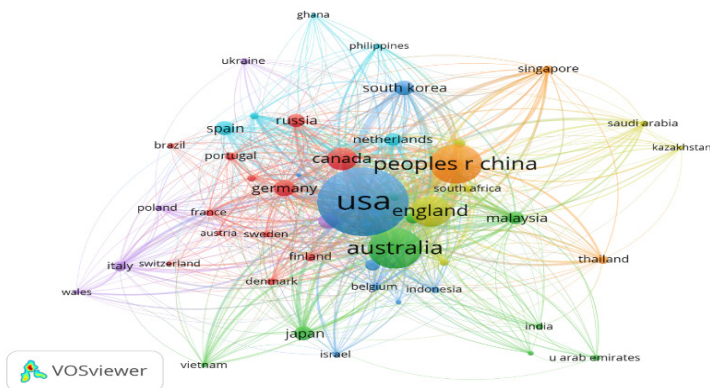 ghana
philippines
ukraine
singapore
south korea
russia
spain
saudi arabia
netherlands
brazil
kazakhstan
portugal
canada
peoples r china
germany
south africa
usa
poland
england
france
malaysia
austria
sweden
australia
finland
italy
switzerland
thailand
denmark
belgium
indonesia
wales
japan
india
israel
u arab emirates
vietnam
VOSviewer